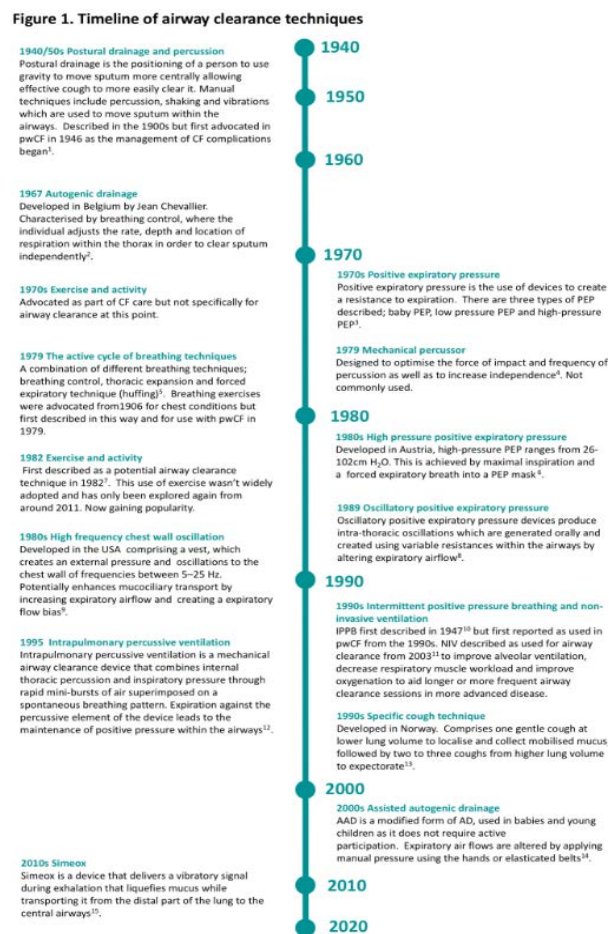 Figure 1. Timeline of airway clearance techniques
1940
1940/50s Postural drainage and percussion
Postural drainage is the positioning of a person to use
gravity to move sputum more centrally allowing
effective cough to more easily clear it. Manual
techniques include percussion, shaking and vibrations
which are used to move sputum within the
airways. Described in the 1900s but first advocated in
pwCF in 1946 as the management of CF complications
began¹.
1950
1960
1967 Autogenic drainage
Developed in Belgium by Jean Chevallier.
Characterised by breathing control, where the
individual adjusts the rate, depth and location of
respiration within the thorax in order to clear sputum
independently².
1970
1970s Exercise and activity
Advocated as part of CF care but not specifically for
airway clearance at this point.
1970s Positive expiratory pressure
Positive expiratory pressure is the use of devices to create
a resistance to expiration. There are three types of PEP
described; baby PEP, low pressure PEP and high-pressure
PEP³.
1979 The active cycle of breathing techniques
A combination of different breathing techniques;
breathing control, thoracic expansion and forced
expiratory technique (huffing)⁵. Breathing exercises
were advocated from1906 for chest conditions but
first described in this way and for use with pwCF in
1979.
1979 Mechanical percussor
Designed to optimise the force of impact and frequency of
percussion as well as to increase independence⁴. Not
commonly used.
1980
1982 Exercise and activity
First described as a potential airway clearance
technique in 1982⁷. This use of exercise wasn't widely
adopted and has only been explored again from
around 2011. Now gaining popularity.
1980s High pressure positive expiratory pressure
Developed in Austria, high-pressure PEP ranges from 26-
102cm H₂O. This is achieved by maximal inspiration and
a forced expiratory breath into a PEP mask⁶.
1980s High frequency chest wall oscillation
Developed in the USA comprising a vest, which
creates an external pressure and oscillations to the
chest wall of frequencies between 5–25 Hz.
Potentially enhances mucociliary transport by
increasing expiratory airflow and creating a expiratory
flow bias⁹.
1989 Oscillatory positive expiratory pressure
Oscillatory positive expiratory pressure devices produce
intra-thoracic oscillations which are generated orally and
created using variable resistances within the airways by
altering expiratory airflow⁸.
1990
1995 Intrapulmonary percussive ventilation
Intrapulmonary percussive ventilation is a mechanical
airway clearance device that combines internal
thoracic percussion and inspiratory pressure through
rapid mini-bursts of air superimposed on a
spontaneous breathing pattern. Expiration against the
percussive element of the device leads to the
maintenance of positive pressure within the airways¹².
1990s Intermittent positive pressure breathing and non-
invasive ventilation
IPPB first described in 1947¹⁰ but first reported as used in
pwCF from the 1990s. NIV described as used for airway
clearance from 2003¹¹ to improve alveolar ventilation,
decrease respiratory muscle workload and improve
oxygenation to aid longer or more frequent airway
clearance sessions in more advanced disease.
1990s Specific cough technique
Developed in Norway. Comprises one gentle cough at
lower lung volume to localise and collect mobilised mucus
followed by two to three coughs from higher lung volume
to expectorate¹³.
2000
2000s Assisted autogenic drainage
AAD is a modified form of AD, used in babies and young
children as it does not require active
participation. Expiratory air flows are altered by applying
manual pressure using the hands or elasticated belts¹⁴.
2010s Simeox
Simeox is a device that delivers a vibratory signal
during exhalation that liquefies mucus while
transporting it from the distal part of the lung to the
central airways¹⁵.
2010
2020